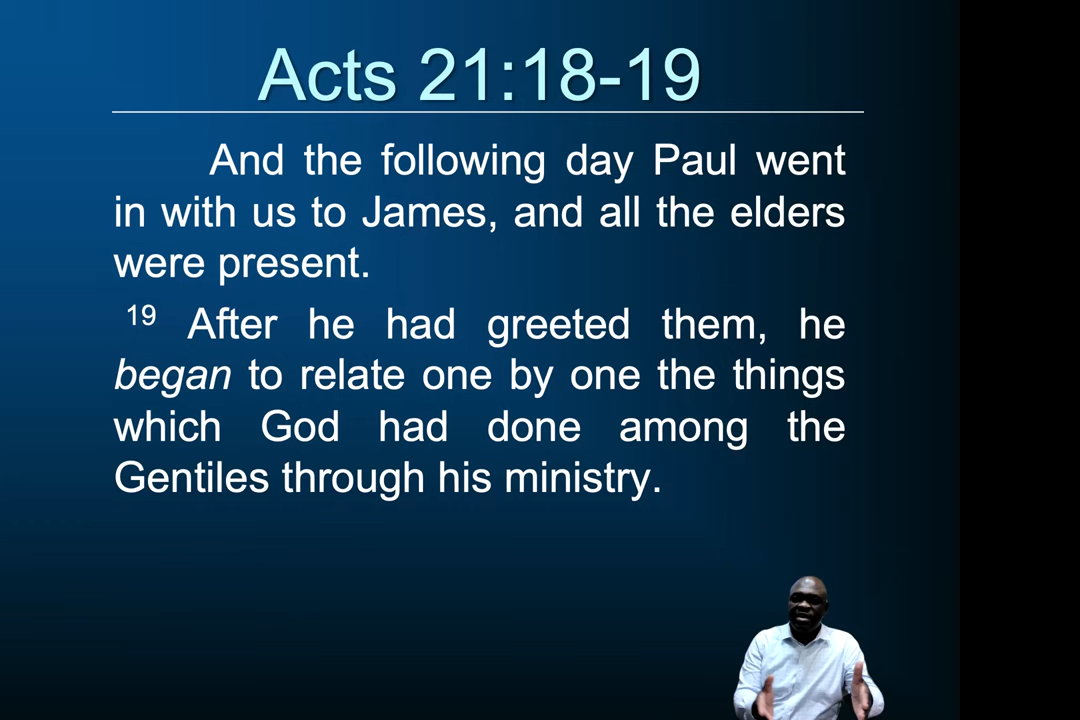 Acts 21:18-19
And the following day Paul went
in with us to James, and all the elders
were present.
19 After he had greeted them, he
began to relate one by one the things
which God had done among the
Gentiles through his ministry.